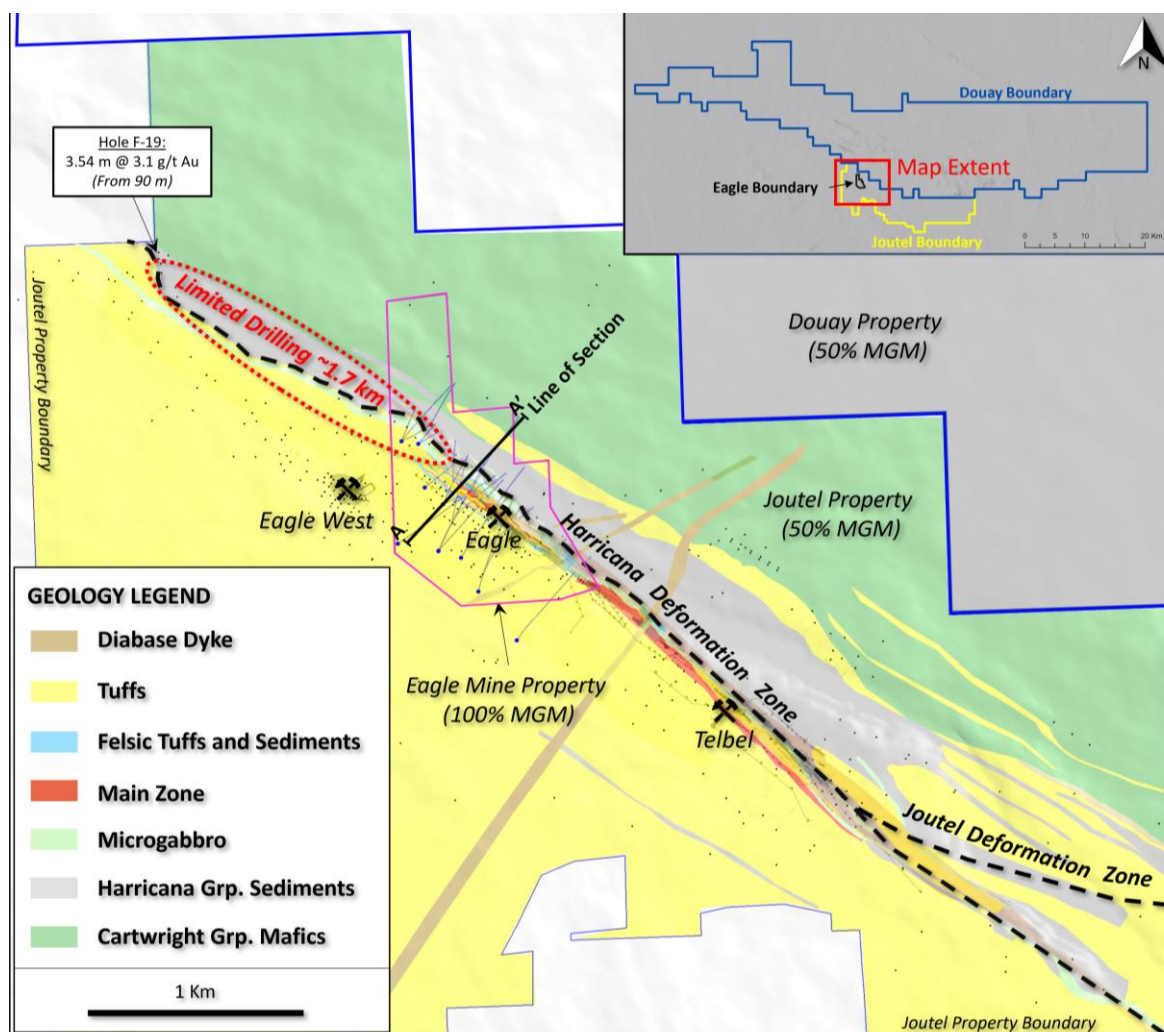 Hole F-19:
3.54 m @ 3.1 g/t Au
(From 90 m)
N
Douay Boundary
Map Extent
Eagle Boundary
Joutel Boundary
0 5 10 20 Km
Joutel Property Boundary
Limited Drilling ~1.7 km
A'
Line of Section
A
Douay Property
(50% MGM)
Joutel Property
(50% MGM)
Eagle West
Eagle
Harricana Deformation Zone
Eagle Mine Property
(100% MGM)
Telbel
Joutel Deformation Zone
GEOLOGY LEGEND
Diabase Dyke
Tuffs
Felsic Tuffs and Sediments
Main Zone
Microgabbro
Harricana Grp. Sediments
Cartwright Grp. Mafics
1 Km
Joutel Property Boundary